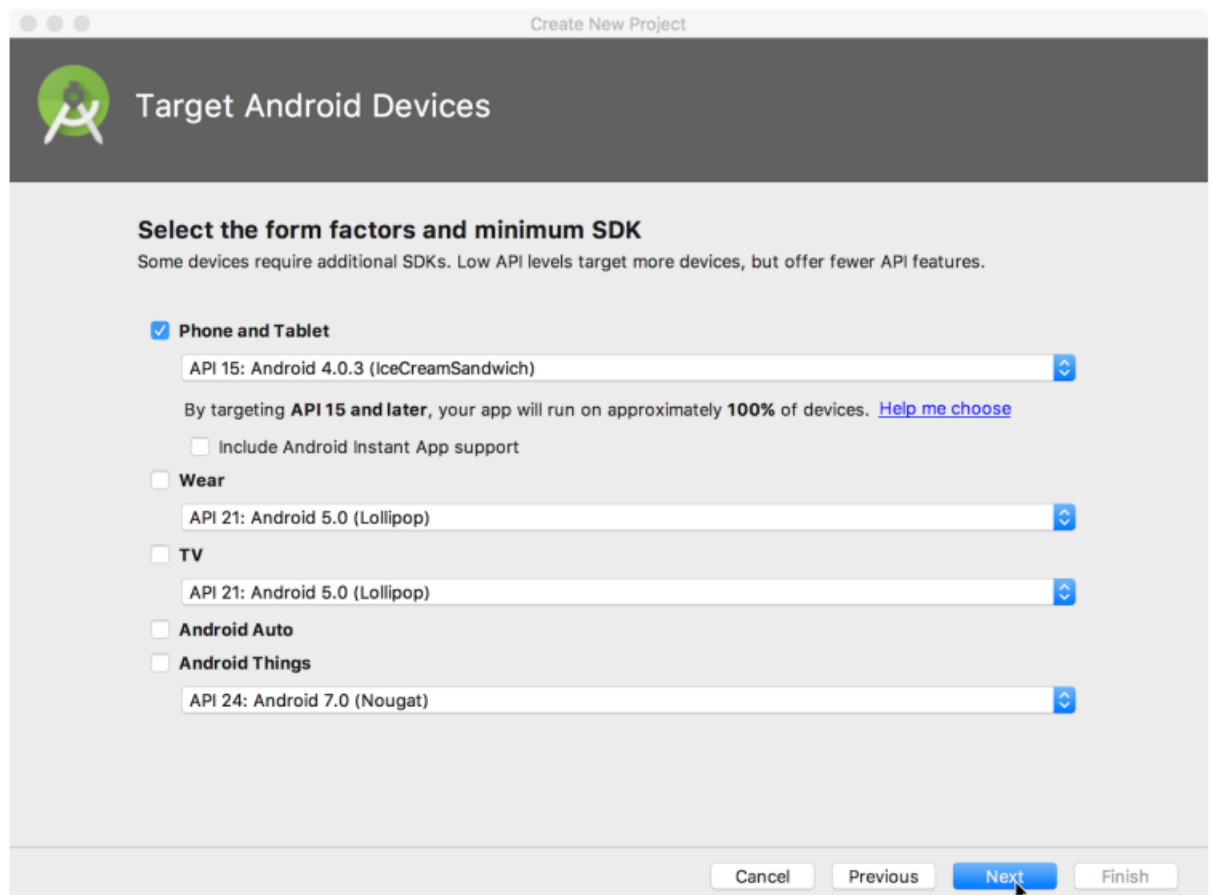 Create New Project
Target Android Devices
Select the form factors and minimum SDK
Some devices require additional SDKs. Low API levels target more devices, but offer fewer API features.
Phone and Tablet
API 15: Android 4.0.3 (IceCreamSandwich)
By targeting API 15 and later, your app will run on approximately 100% of devices. Help me choose
Include Android Instant App support
Wear
API 21: Android 5.0 (Lollipop)
TV
API 21: Android 5.0 (Lollipop)
Android Auto
Android Things
API 24: Android 7.0 (Nougat)
Cancel Previous Next Finish